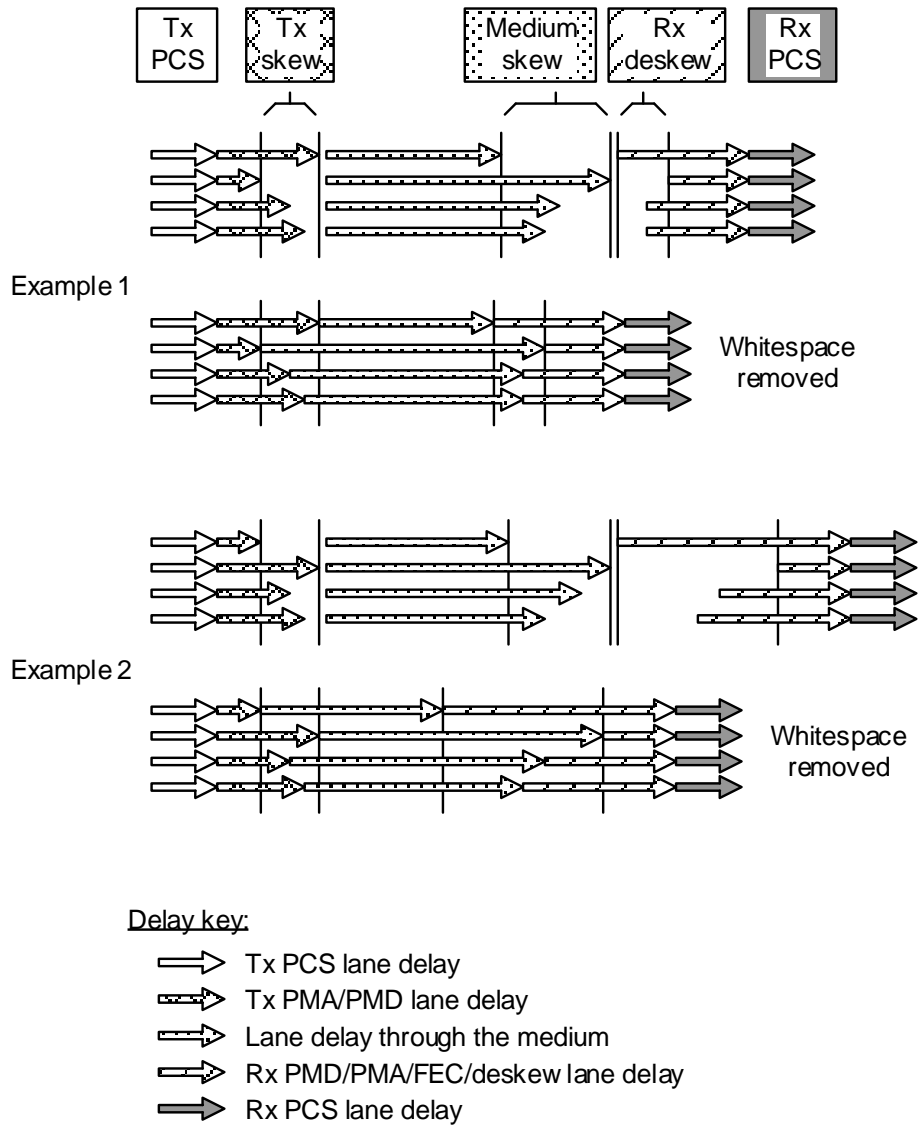 Tx PCS
Tx skew
Medium skew
Rx deskew
Rx PCS
Example 1
Whitespace removed
Example 2
Whitespace removed
Delay key:
Tx PCS lane delay
Tx PMA/PMD lane delay
Lane delay through the medium
Rx PMD/PMA/FEC/deskew lane delay
Rx PCS lane delay